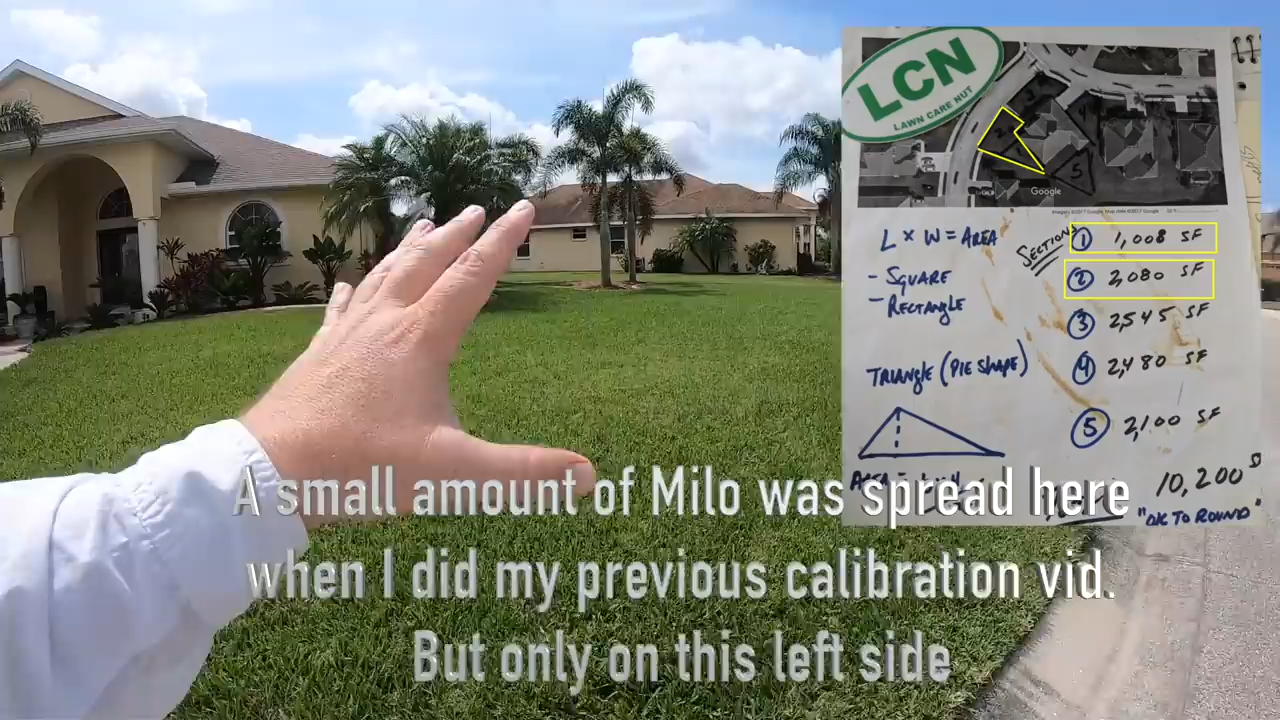 LCN
LAWN CARE NUT
5
Google
L x W = AREA
- SQUARE
- RECTANGLE
TRIANGLE (PIE SHAPE)
SECTIONS
1 1,008 SF
2 2,080 SF
3 2,545 SF
4 2,480 SF
5 2,100 SF
10,200
"OK TO ROUND"
A small amount of Milo was spread here
when I did my previous calibration vid.
But only on this left side